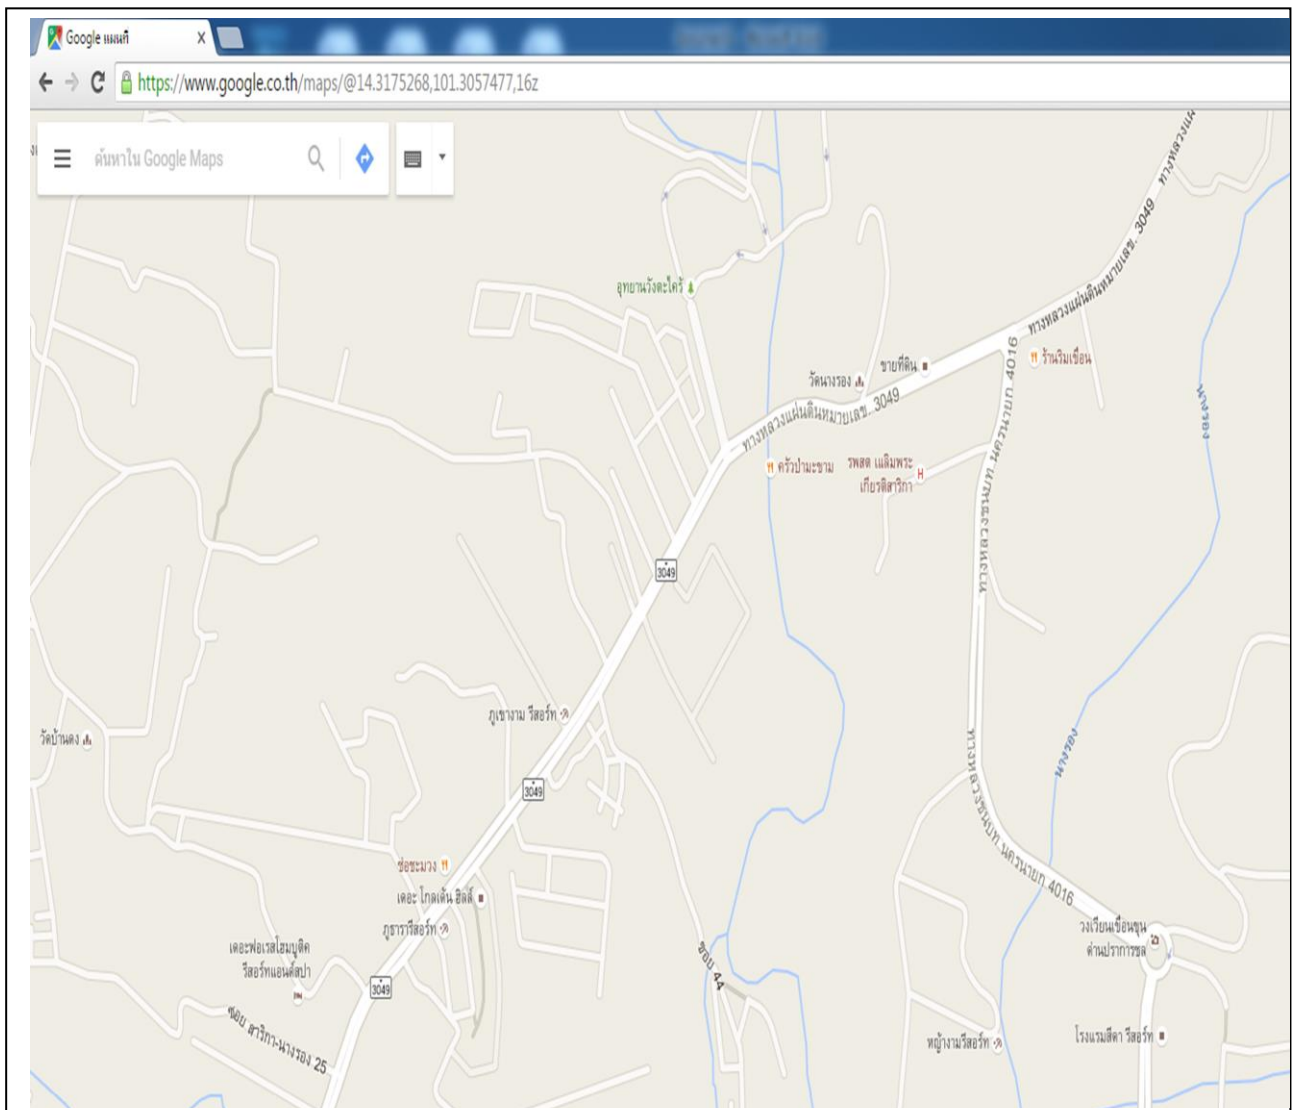 Google แผนที่
https://www.google.co.th/maps/@14.3175268,101.3057477,16z
ค้นหาใน Google Maps
ทางหลวงแผ่นดินหมายเลข. 3049
อุทยานวังตะไคร้
ทางหลวงแผ่นดินหมายเลข. 3049
ร้านริมเขื่อน
ขายที่ดิน
วัดนางรอง
นางรอง
ทางหลวงชนบท นครนายก 4016
ครัวป่ามะขาม
รพสต เฉลิมพระ
เกียรติสาริกา
3049
ภูเขางาม รีสอร์ท
วัดบ้านดง
นางรอง
3049
ทางหลวงชนบท นครนายก 4016
ช่อชะมวง
เดอะ โกลเด้น ฮิลล์
ภูธารารีสอร์ท
วงเวียนเขื่อนขุน
ด่านปราการชล
เดอะฟอเรสโฮมบูติค
รีสอร์ทแอนด์สปา
ซอย 44
3049
ซอย สาริกา-นางรอง 25
หญ้างามรีสอร์ท
โรงแรมสีดา รีสอร์ท